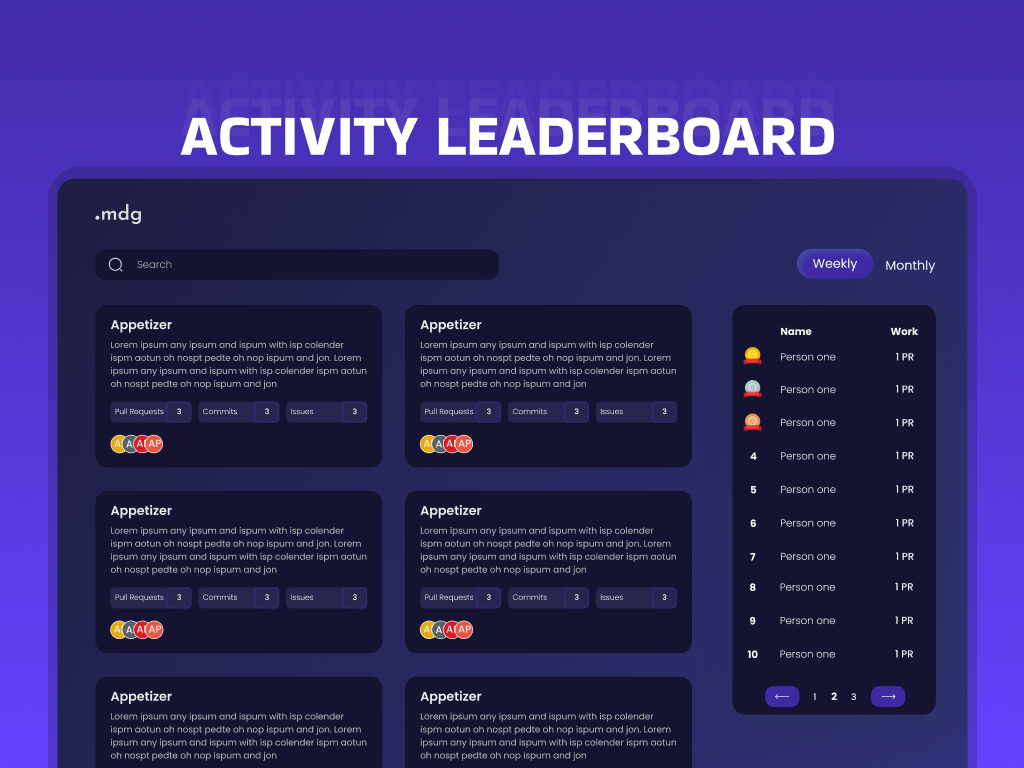 ACTIVITY LEADERBOARD
.mdg
Search
Weekly Monthly
Appetizer
Lorem ipsum any ipsum and ispum with isp colender
ispm aotun oh nospt pedte oh nop ispum and jon. Lorem
ipsum any ipsum and ispum with isp colender ispm aotun
oh nospt pedte oh nop ispum and jon
Pull Requests 3 Commits 3 Issues 3
A A AI AP
Appetizer
Lorem ipsum any ipsum and ispum with isp colender
ispm aotun oh nospt pedte oh nop ispum and jon. Lorem
ipsum any ipsum and ispum with isp colender ispm aotun
oh nospt pedte oh nop ispum and jon
Pull Requests 3 Commits 3 Issues 3
A A AI AP
Appetizer
Lorem ipsum any ipsum and ispum with isp colender
ispm aotun oh nospt pedte oh nop ispum and jon. Lorem
ipsum any ipsum and ispum with isp colender ispm aotun
oh nospt pedte oh nop ispum and jon
Pull Requests 3 Commits 3 Issues 3
A A AI AP
Appetizer
Lorem ipsum any ipsum and ispum with isp colender
ispm aotun oh nospt pedte oh nop ispum and jon. Lorem
ipsum any ipsum and ispum with isp colender ispm aotun
oh nospt pedte oh nop ispum and jon
Pull Requests 3 Commits 3 Issues 3
A A AI AP
Appetizer
Lorem ipsum any ipsum and ispum with isp colender
ispm aotun oh nospt pedte oh nop ispum and jon. Lorem
ipsum any ipsum and ispum with isp colender ispm aotun
oh nospt pedte oh nop ispum and jon
Appetizer
Lorem ipsum any ipsum and ispum with isp colender
ispm aotun oh nospt pedte oh nop ispum and jon. Lorem
ipsum any ipsum and ispum with isp colender ispm aotun
oh nospt pedte oh nop ispum and jon
Name Work
Person one 1 PR
Person one 1 PR
Person one 1 PR
4 Person one 1 PR
5 Person one 1 PR
6 Person one 1 PR
7 Person one 1 PR
8 Person one 1 PR
9 Person one 1 PR
10 Person one 1 PR
← 1 2 3 →